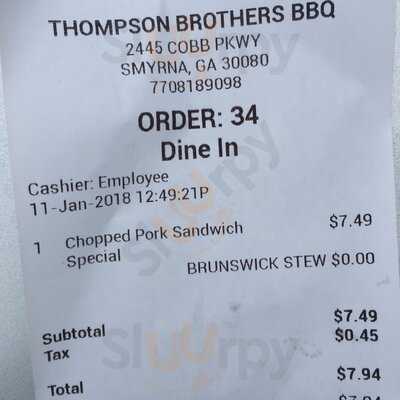 THOMPSON BROTHERS BBQ
2445 COBB PKWY
SMYRNA, GA 30080
7708189098
ORDER: 34
Dine In
Cashier: Employee
11-Jan-2018 12:49:21P
1 Chopped Pork Sandwich $7.49
Special
BRUNSWICK STEW $0.00
Subtotal $7.49
Tax $0.45
Total $7.94
Sluurpy
Sluurpy